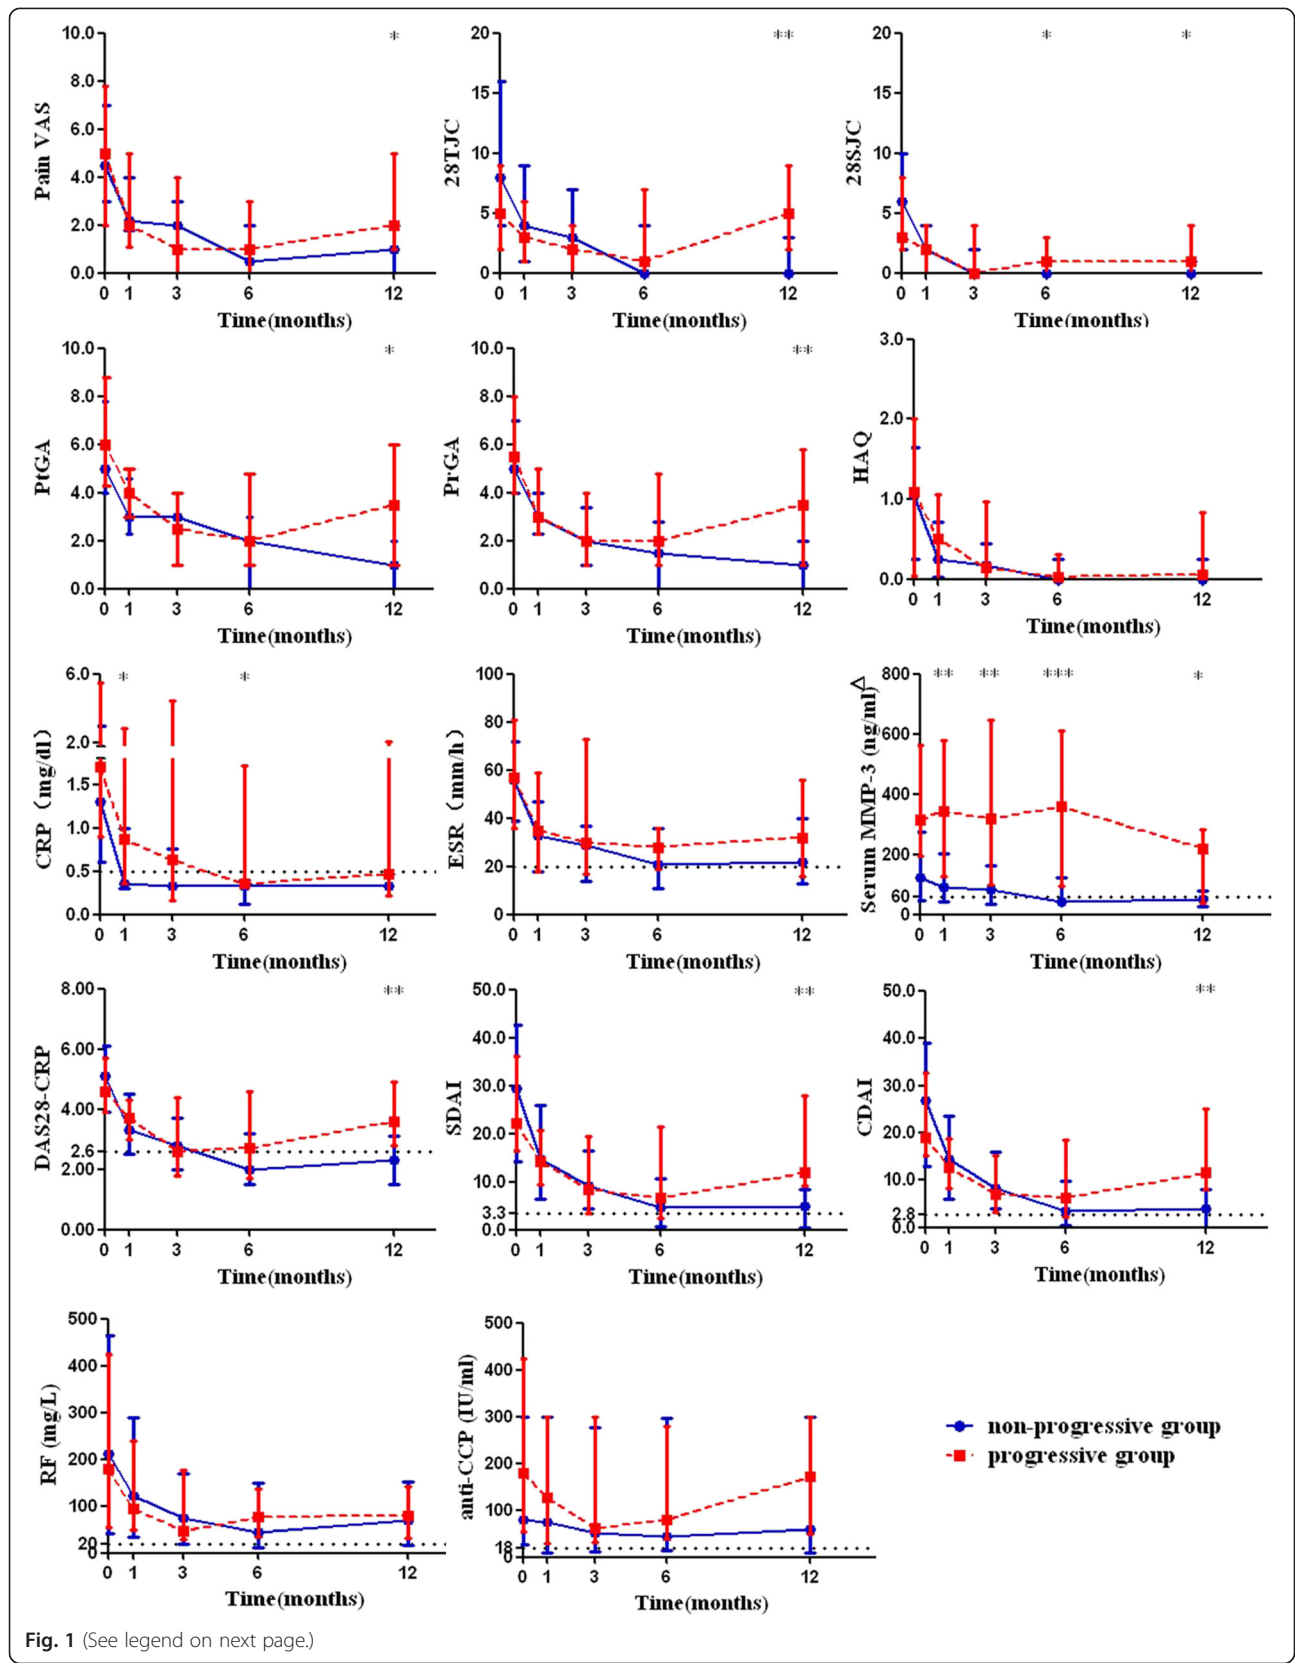 10.0 8.0 6.0 4.0 2.0 0.0
Pain VAS
*
0 1 3 6 12
Time(months)
20 15 10 5 0
28TJC
**
0 1 3 6 12
Time(months)
20 15 10 5 0
28SJC
* *
0 1 3 6 12
Time(months)
10.0 8.0 6.0 4.0 2.0 0.0
PtGA
*
0 1 3 6 12
Time(months)
10.0 8.0 6.0 4.0 2.0 0.0
PrGA
**
0 1 3 6 12
Time(months)
3.0 2.0 1.0 0.0
HAQ
0 1 3 6 12
Time(months)
6.0 2.0 1.5 1.0 0.5 0.0
CRP (mg/dl)
* *
0 1 3 6 12
Time(months)
100 80 60 40 20 0
ESR (mm/h)
0 1 3 6 12
Time(months)
800 600 400 200 60 0
Serum MMP-3 (ng/ml)△
** ** *** *
0 1 3 6 12
Time(months)
8.00 6.00 4.00 2.6 2.00 0.00
DAS28-CRP
**
0 1 3 6 12
Time(months)
50.0 40.0 30.0 20.0 10.0 3.3 0.0
SDAI
**
0 1 3 6 12
Time(months)
50.0 40.0 30.0 20.0 10.0 2.8 0.0
CDAI
**
0 1 3 6 12
Time(months)
500 400 300 200 100 20 0
RF (mg/L)
0 1 3 6 12
Time(months)
500 400 300 200 100 18 0
anti-CCP (IU/ml)
0 1 3 6 12
Time(months)
non-progressive group
progressive group
Fig. 1 (See legend on next page.)